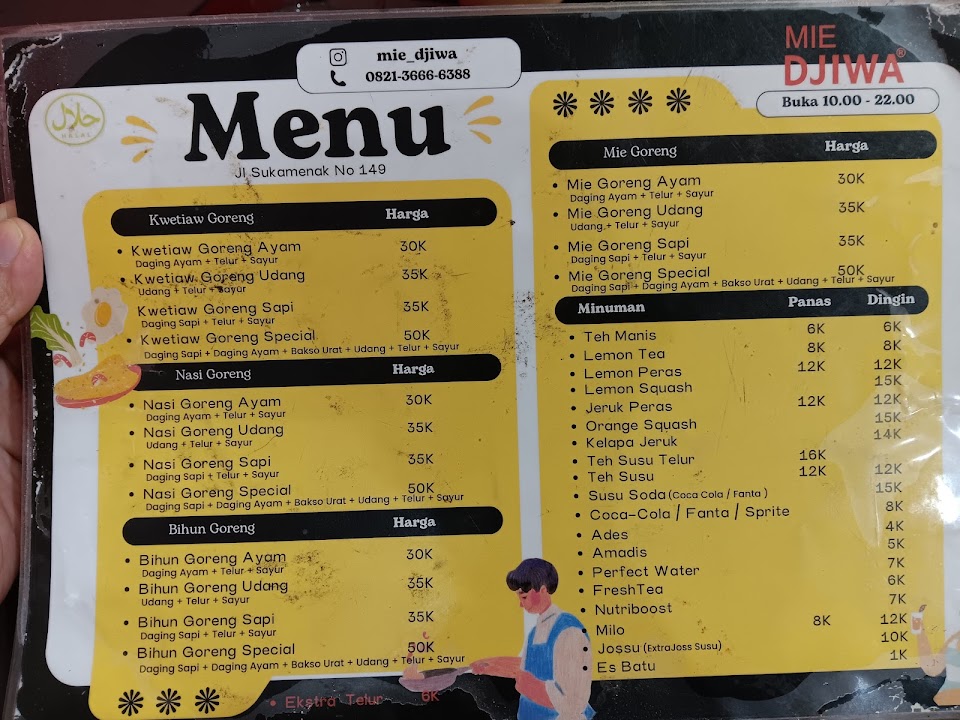 mie_djiwa
0821-3666-6388
MIE
DJIWA®
Buka 10.00 - 22.00
حلال
HALAL
Menu
Jl Sukamenak No 149
Kwetiaw Goreng Harga
• Kwetiaw Goreng Ayam 30K
Daging Ayam + Telur + Sayur
• Kwetiaw Goreng Udang 35K
Udang + Telur + Sayur
Kwetiaw Goreng Sapi 35K
Daging Sapi + Telur + Sayur
• Kwetiaw Goreng Special 50K
Daging Sapi + Daging Ayam + Bakso Urat + Udang + Telur + Sayur
Nasi Goreng Harga
• Nasi Goreng Ayam 30K
Daging Ayam + Telur + Sayur
• Nasi Goreng Udang 35K
Udang + Telur + Sayur
• Nasi Goreng Sapi 35K
Daging Sapi + Telur + Sayur
• Nasi Goreng Special 50K
Daging Sapi + Daging Ayam + Bakso Urat + Udang + Telur + Sayur
Bihun Goreng Harga
• Bihun Goreng Ayam 30K
Daging Ayam + Telur + Sayur
• Bihun Goreng Udang 35K
Udang + Telur + Sayur
• Bihun Goreng Sapi 35K
Daging Sapi + Telur + Sayur
• Bihun Goreng Special 50K
Daging Sapi + Daging Ayam + Bakso Urat + Udang + Telur + Sayur
• Ekstra Telur 6K
Mie Goreng Harga
• Mie Goreng Ayam 30K
Daging Ayam + Telur + Sayur
• Mie Goreng Udang 35K
Udang + Telur + Sayur
• Mie Goreng Sapi 35K
Daging Sapi + Telur + Sayur
• Mie Goreng Special 50K
Daging Sapi + Daging Ayam + Bakso Urat + Udang + Telur + Sayur
Minuman Panas Dingin
• Teh Manis 6K 6K
• Lemon Tea 8K 8K
• Lemon Peras 12K 12K
• Lemon Squash 15K
• Jeruk Peras 12K 12K
• Orange Squash 15K
• Kelapa Jeruk 14K
• Teh Susu Telur 16K
• Teh Susu 12K 12K
• Susu Soda (Coca Cola / Fanta ) 15K
• Coca-Cola / Fanta / Sprite 8K
• Ades 4K
• Amadis 5K
• Perfect Water 7K
• FreshTea 6K
• Nutriboost 7K
• Milo 8K 12K
• Jossu (ExtraJoss Susu) 10K
• Es Batu 1K